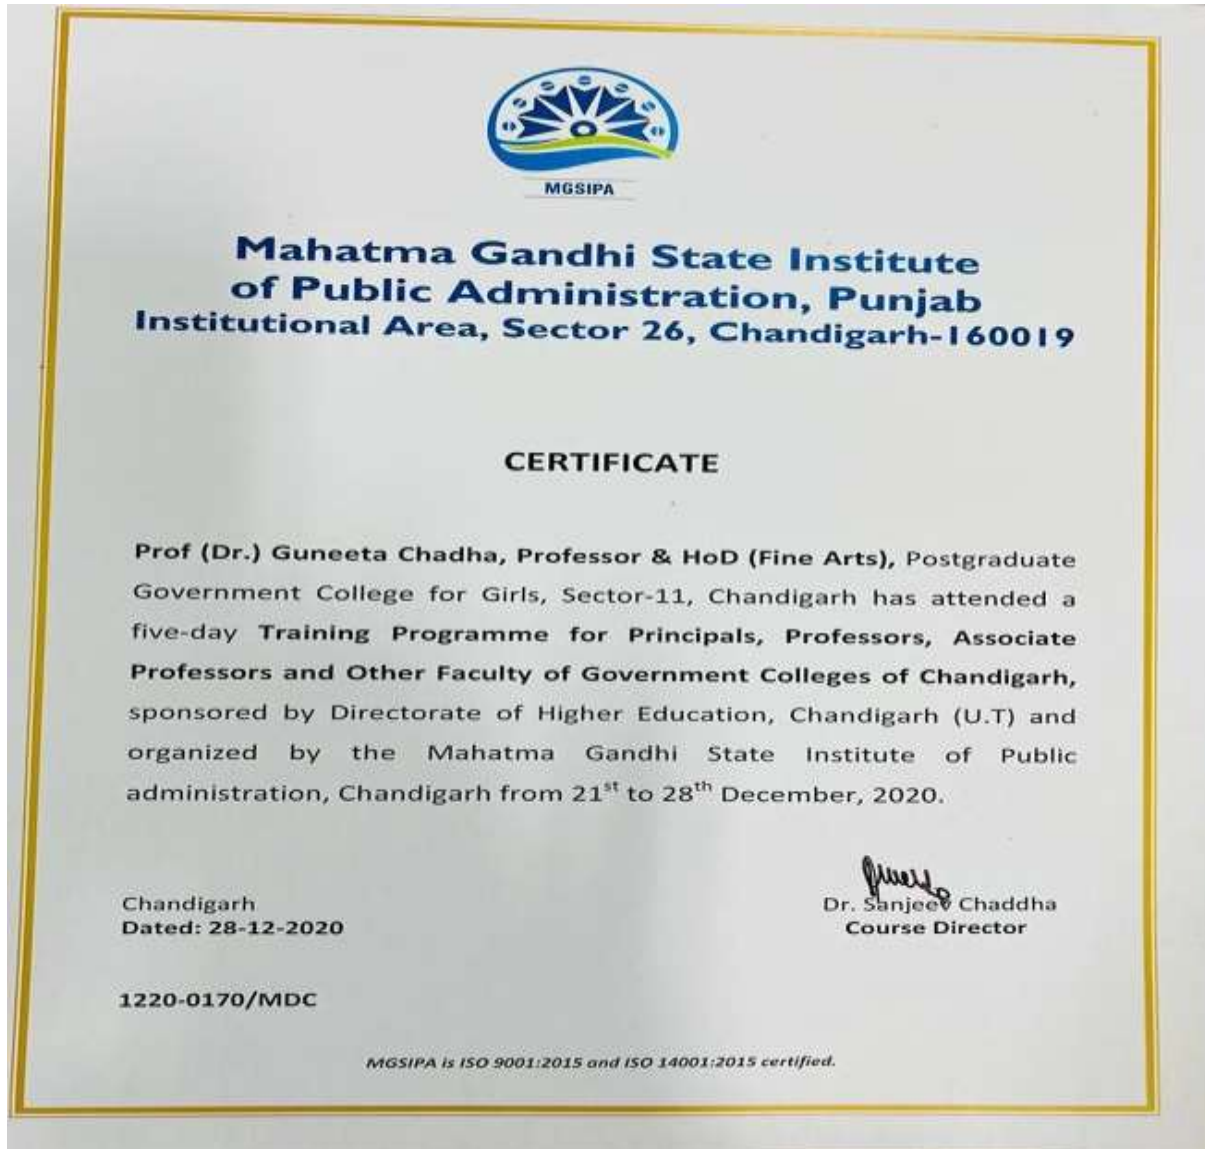 MGSIPA
Mahatma Gandhi State Institute
of Public Administration, Punjab
Institutional Area, Sector 26, Chandigarh-160019
CERTIFICATE
Prof (Dr.) Guneeta Chadha, Professor & HoD (Fine Arts), Postgraduate
Government College for Girls, Sector-11, Chandigarh has attended a
five-day Training Programme for Principals, Professors, Associate
Professors and Other Faculty of Government Colleges of Chandigarh,
sponsored by Directorate of Higher Education, Chandigarh (U.T) and
organized by the Mahatma Gandhi State Institute of Public
administration, Chandigarh from 21st to 28th December, 2020.
Chandigarh
Dated: 28-12-2020
Dr. Sanjeev Chaddha
Course Director
1220-0170/MDC
MGSIPA is ISO 9001:2015 and ISO 14001:2015 certified.